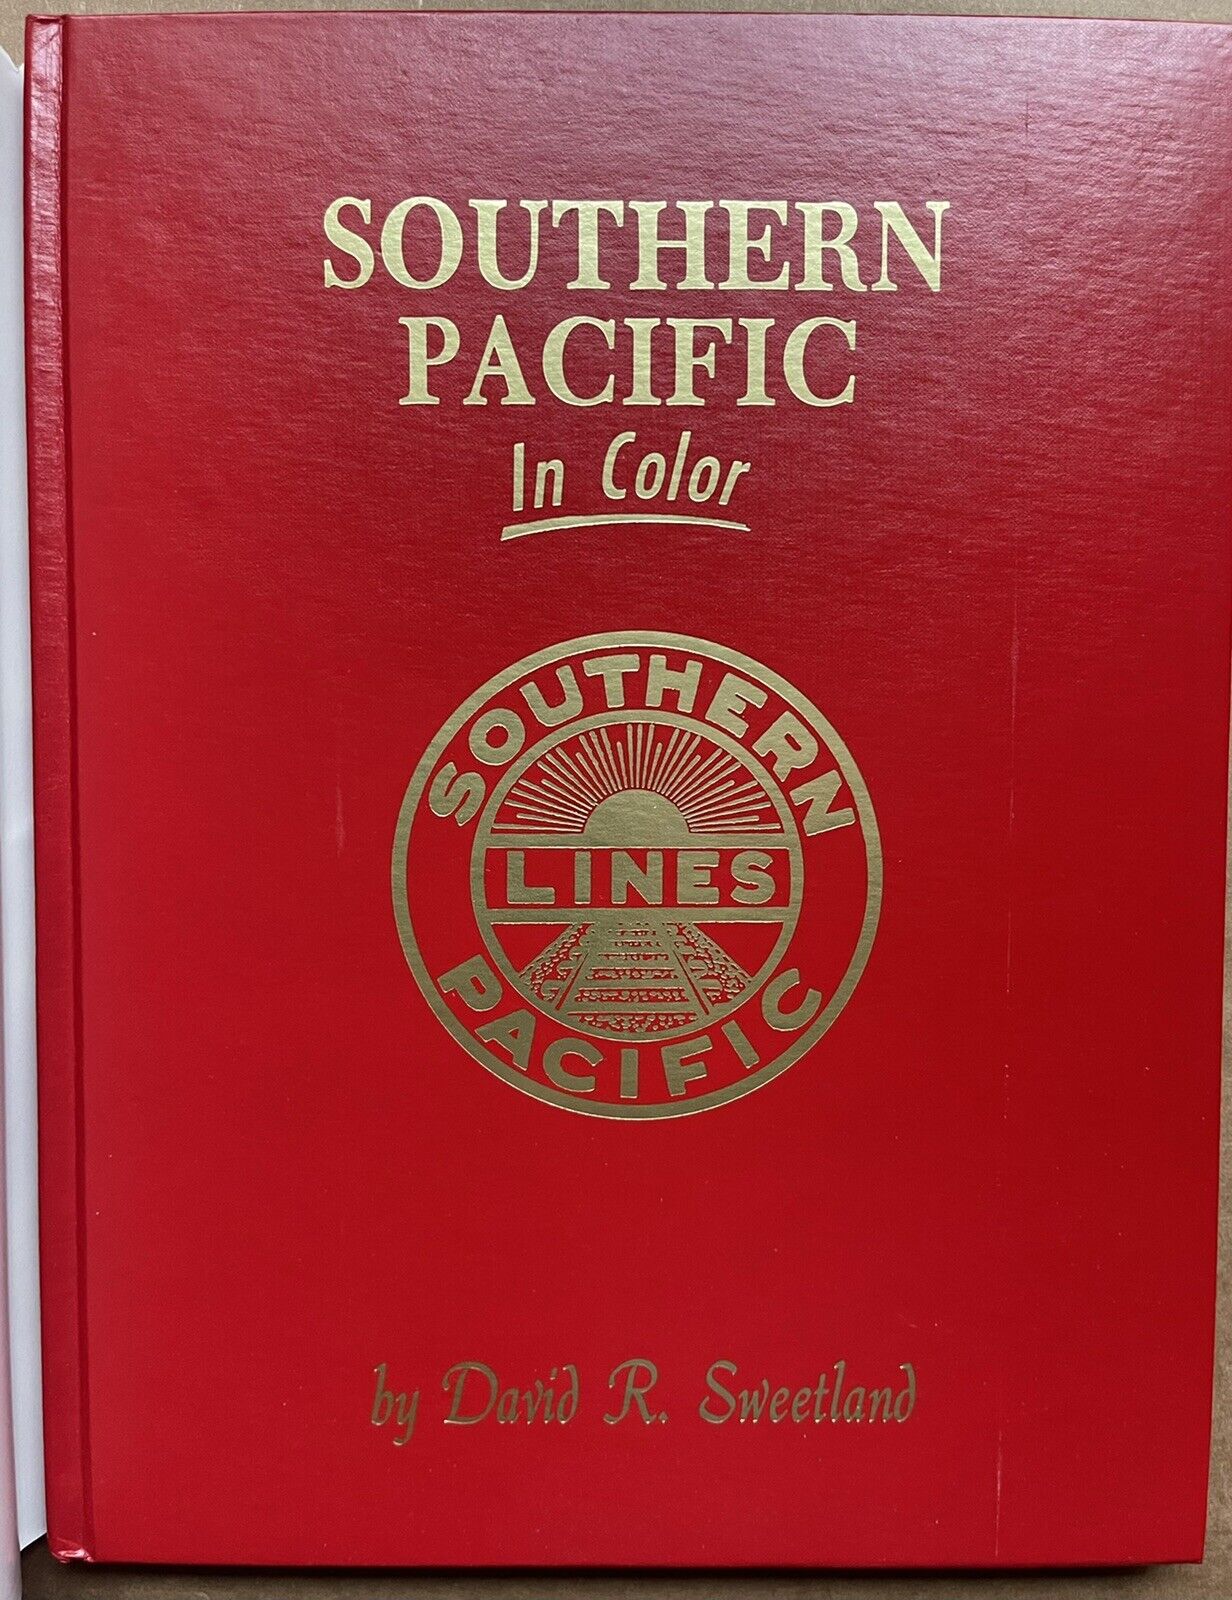 SOUTHERN
PACIFIC
In Color
SOUTHERN
LINES
PACIFIC
by David R. Sweetland